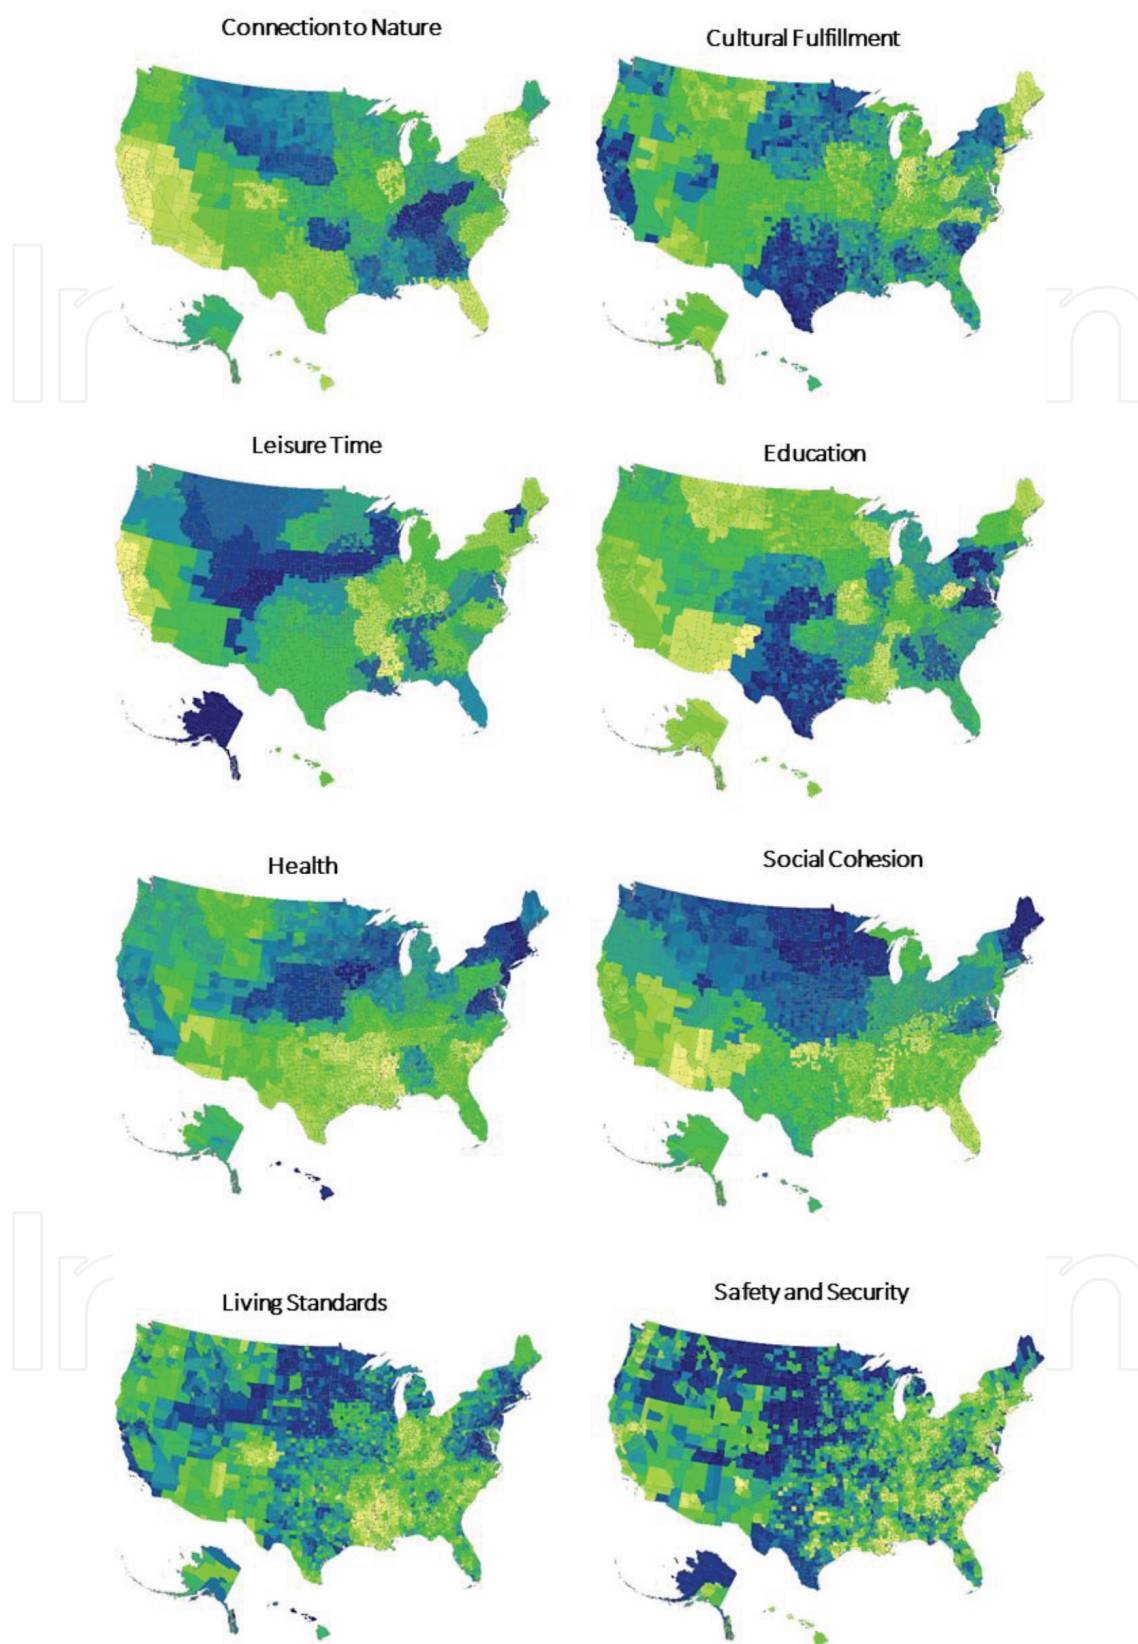 Connection to Nature
Cultural Fulfillment
Leisure Time
Education
Health
Social Cohesion
Living Standards
Safety and Security